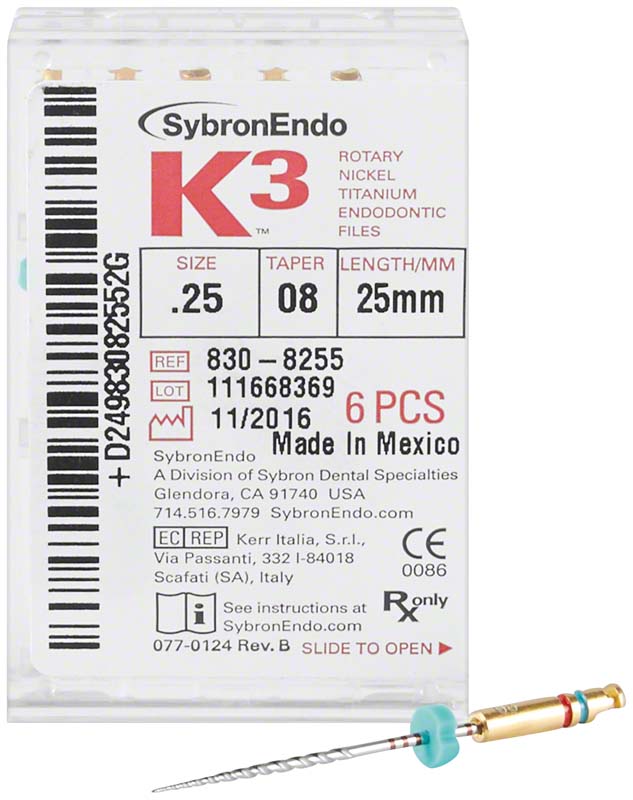 SybronEndo
K3™
ROTARY
NICKEL
TITANIUM
ENDODONTIC
FILES
SIZE TAPER LENGTH/MM
.25 08 25mm
REF 830-8255
LOT 111668369
11/2016 6 PCS
Made In Mexico
SybronEndo
A Division of Sybron Dental Specialties
Glendora, CA 91740 USA
714.516.7979 SybronEndo.com
EC REP Kerr Italia, S.r.l.,
Via Passanti, 332 I-84018
Scafati (SA), Italy
CE
0086
See instructions at
SybronEndo.com
Rx only
077-0124 Rev. B SLIDE TO OPEN
+D249830882552G